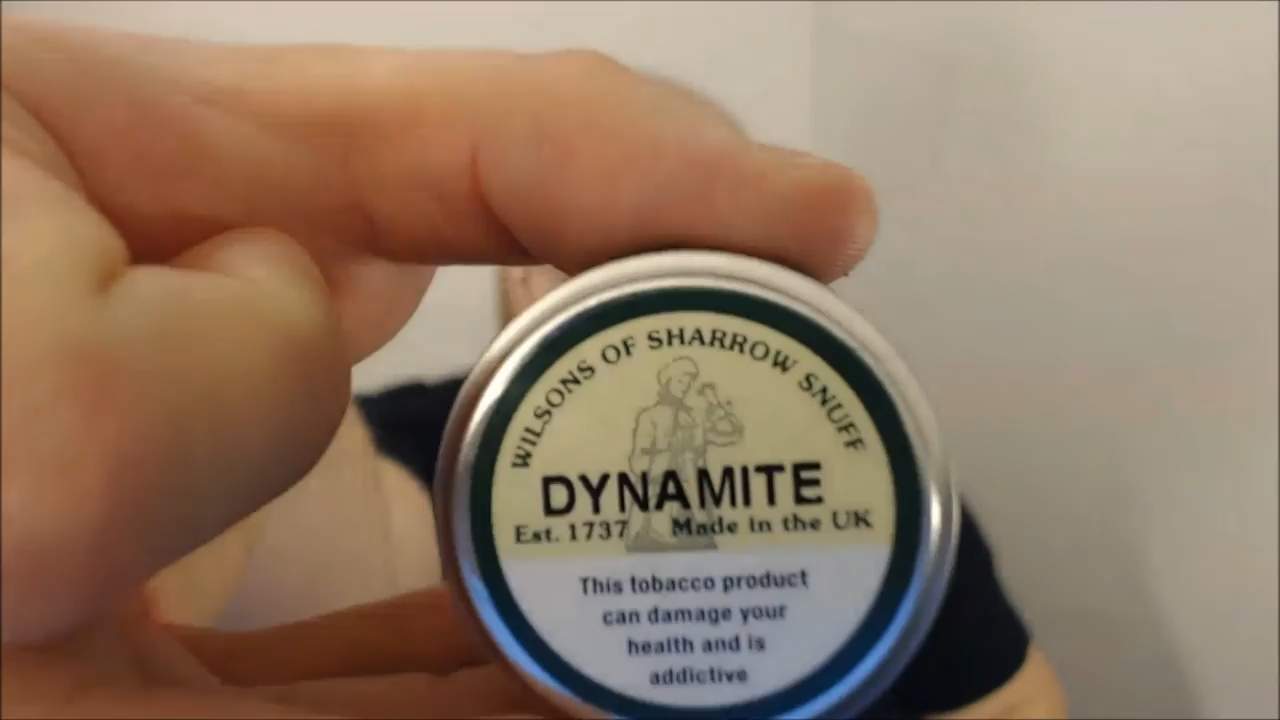 WILSONS OF SHARROW SNUFF
DYNAMITE
Est. 1737 Made in the UK
This tobacco product
can damage your
health and is
addictive